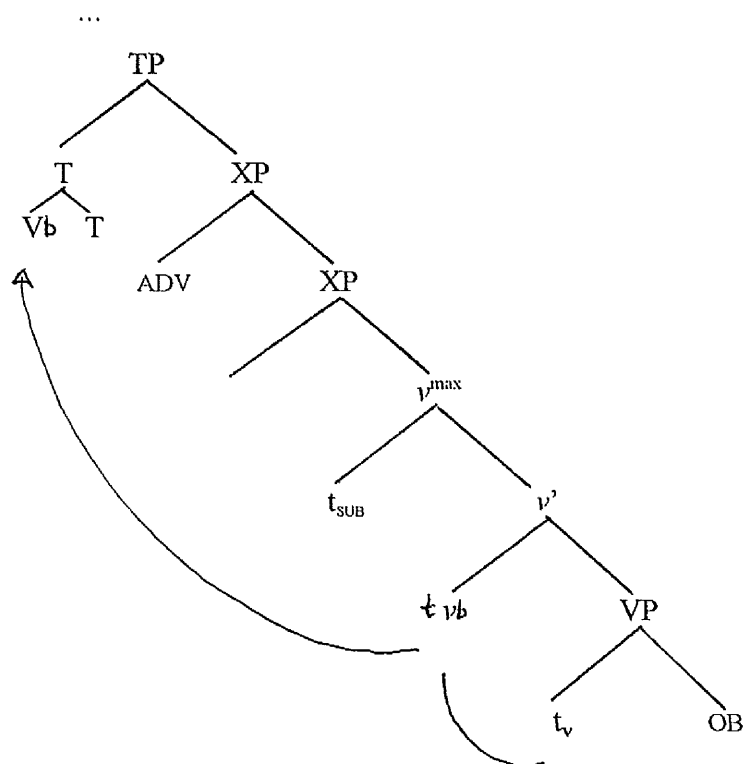 ...
TP
T XP
Vb T
ADV XP
v^max
t_SUB v'
t vb VP
t_v OB